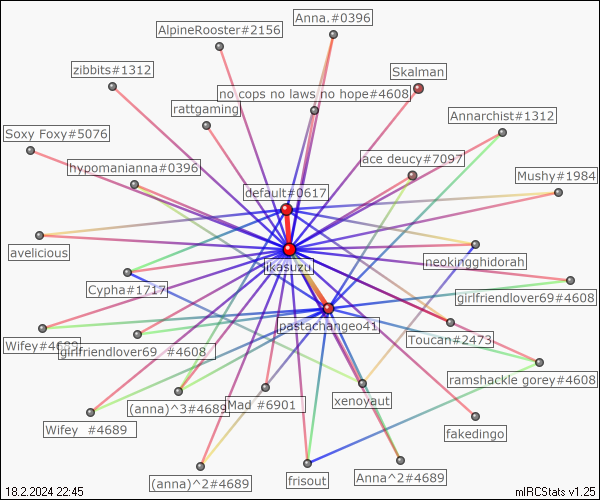 Anna.#0396
AlpineRooster#2156
zibbits#1312
Skalman
no cops no laws no hope#4608
rattgaming
Annarchist#1312
Soxy Foxy#5076
ace deucy#7097
hypomanianna#0396
Mushy#1984
default#0617
avelicious
neokingghidorah
ikasuzu
Cypha#1717
girlfriendlover69#4608
pastachangeo41
Toucan#2473
Wifey#4689
girlfriendlover69 #4608
ramshackle gorey#4608
xenoyaut
(anna)^3#4689
Mad #6901
Wifey #4689
fakedingo
(anna)^2#4689
frisout
Anna^2#4689
18.2.2024 22:45
mIRCStats v1.25